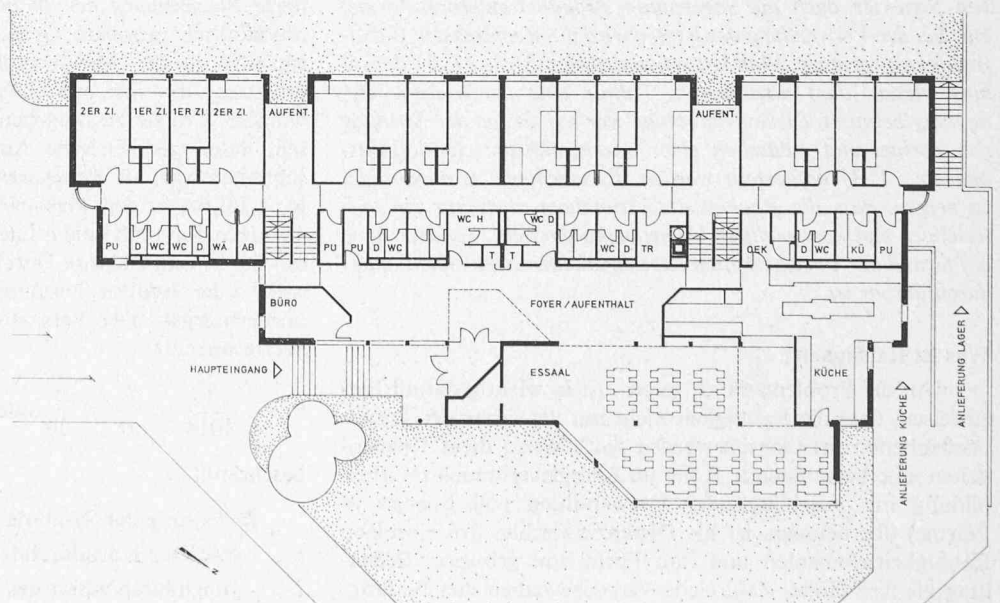 2ER ZI. 1ER ZI. 1ER ZI. 2ER ZI. AUFENT. AUFENT.
WC H WC D
PU D WC WC D WÄ AB PU PU D WC T T WC D TR OEK D WC KÜ PU
BÜRO
FOYER / AUFENTHALT
HAUPTEINGANG
ESSAAL
KÜCHE
ANLIEFERUNG KÜCHE
ANLIEFERUNG LAGER
N